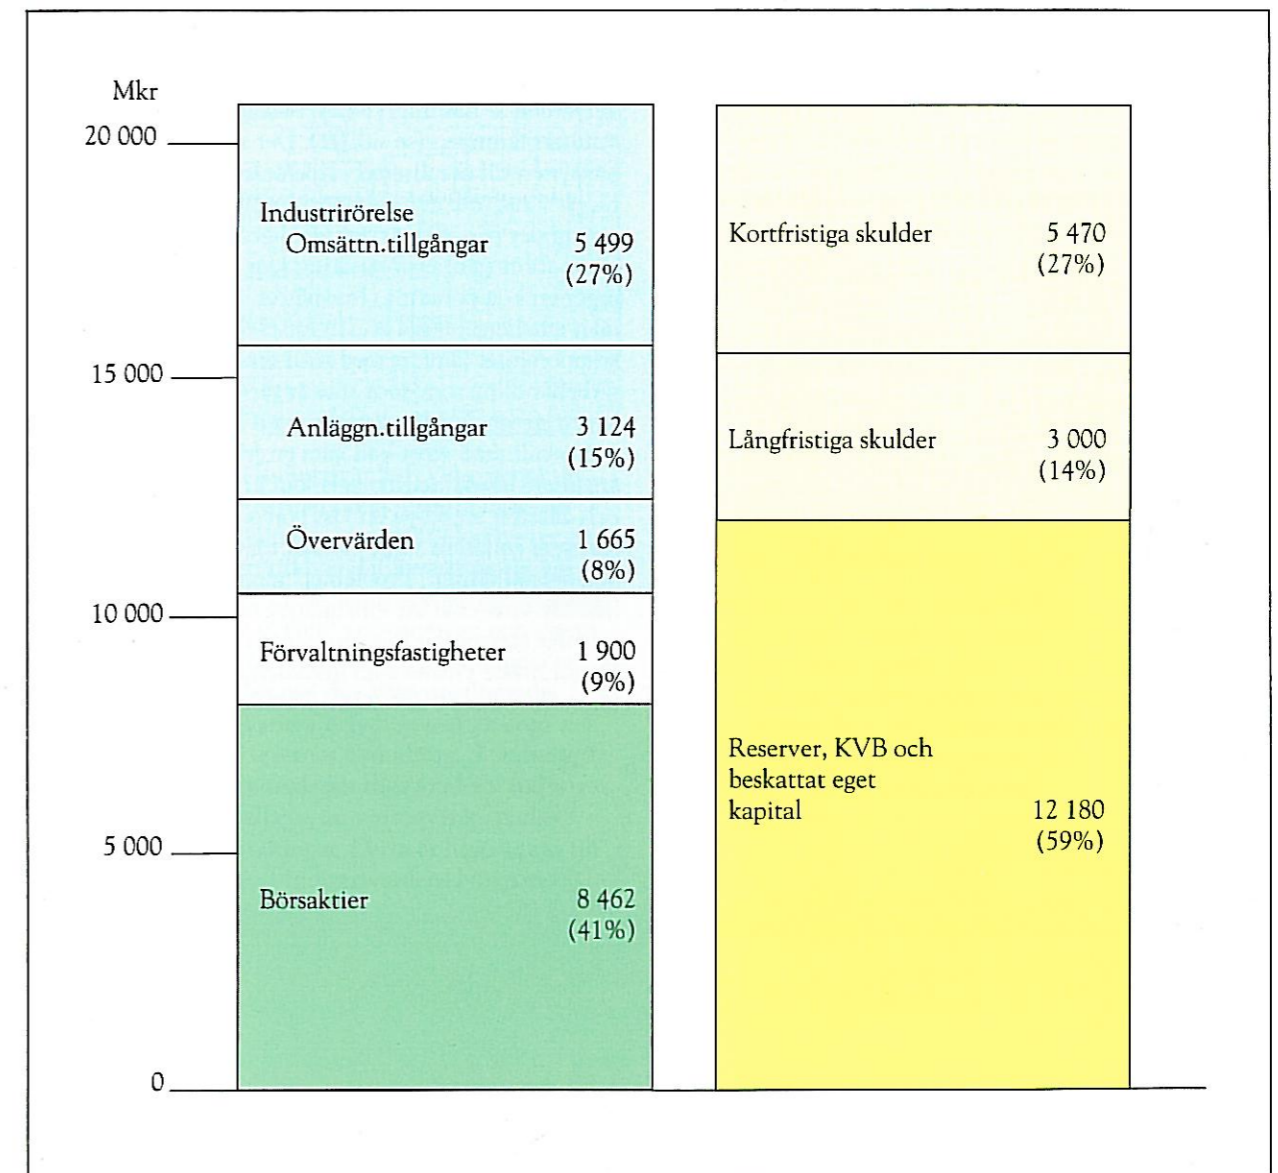 Mkr
20 000
15 000
10 000
5 000
0
Industrirörelse
Omsättn.tillgångar 5 499
(27%)
Anläggn.tillgångar 3 124
(15%)
Övervärden 1 665
(8%)
Förvaltningsfastigheter 1 900
(9%)
Börsaktier 8 462
(41%)
Kortfristiga skulder 5 470
(27%)
Långfristiga skulder 3 000
(14%)
Reserver, KVB och
beskattat eget
kapital 12 180
(59%)